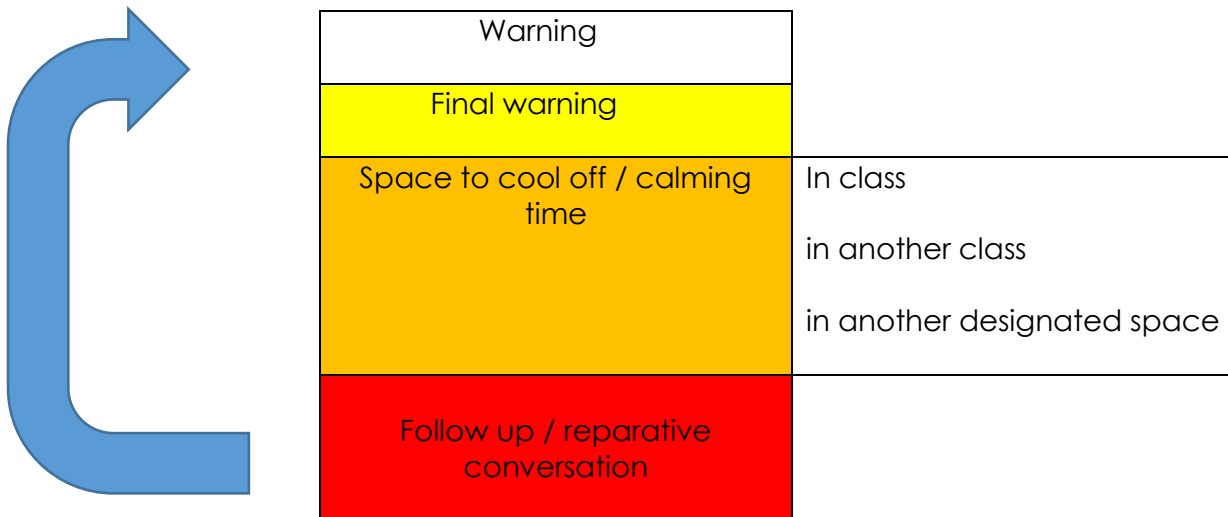 Warning
Final warning
Space to cool off / calming
time
In class
in another class
in another designated space
Follow up / reparative
conversation